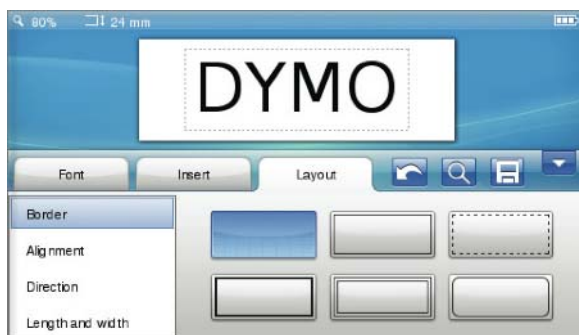 80% 24 mm
DYMO
Font Insert Layout
Border
Alignment
Direction
Length and width